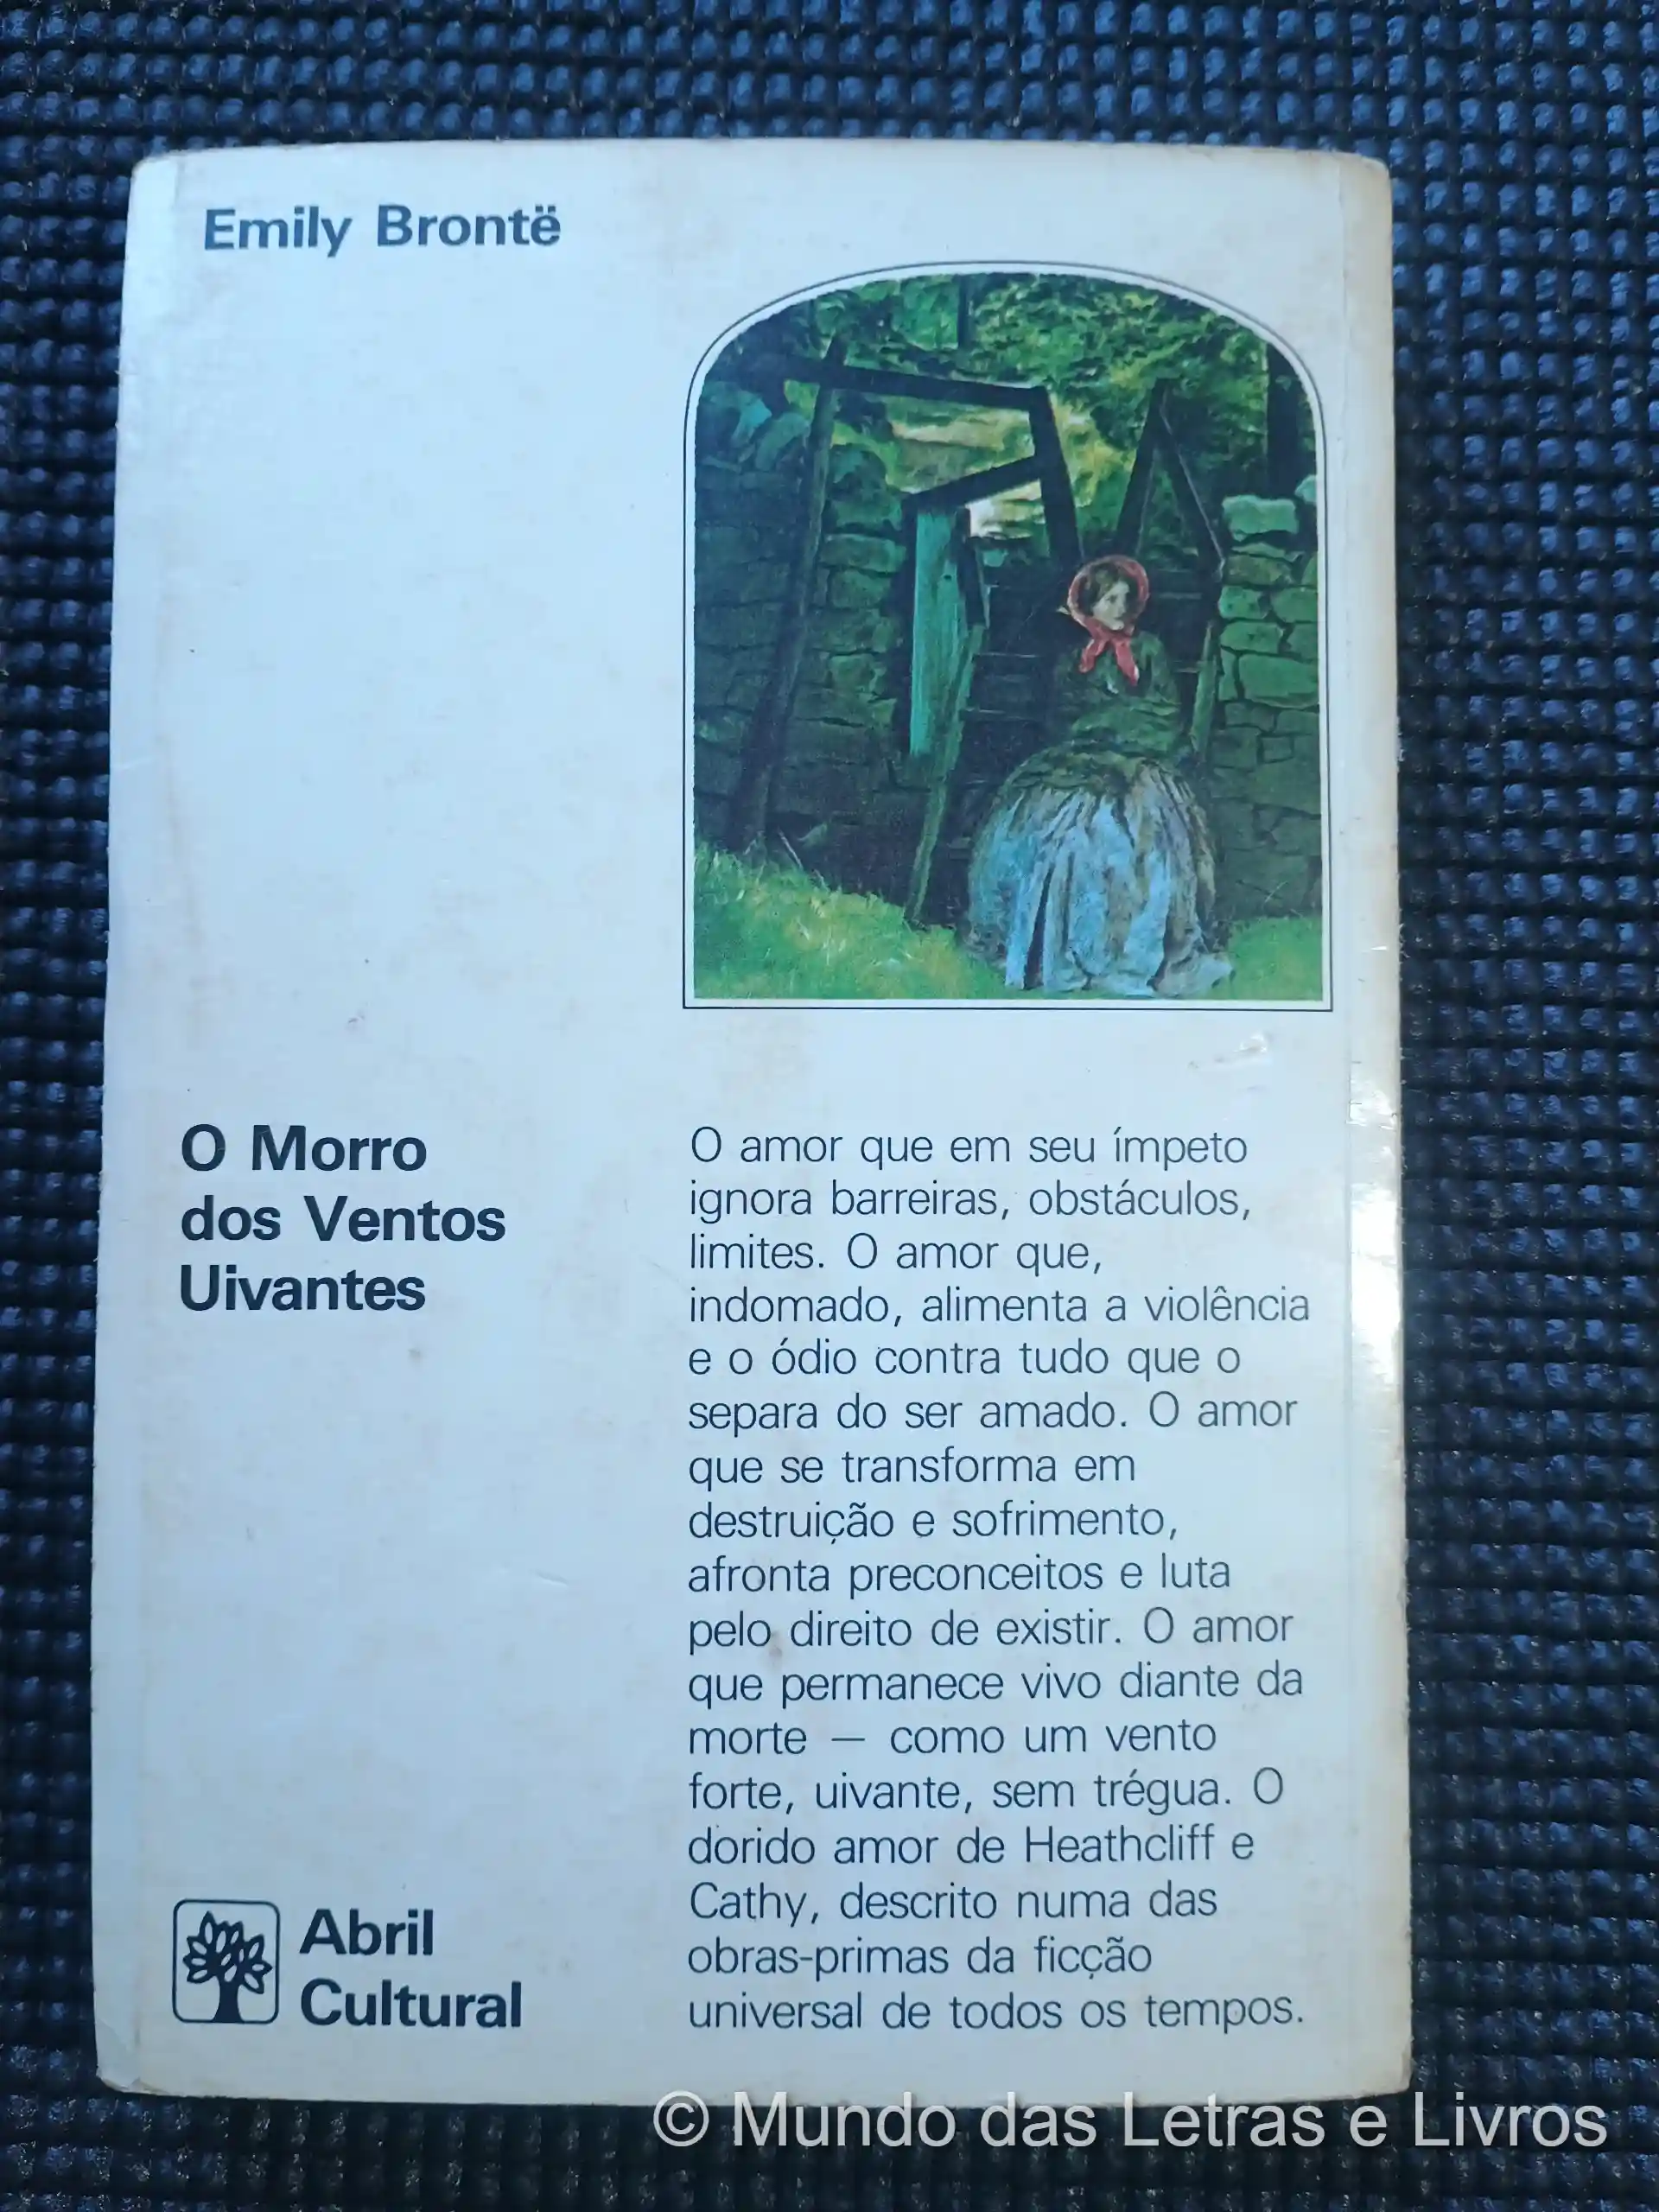 Emily Brontë
O Morro
dos Ventos
Uivantes
O amor que em seu ímpeto
ignora barreiras, obstáculos,
limites. O amor que,
indomado, alimenta a violência
e o ódio contra tudo que o
separa do ser amado. O amor
que se transforma em
destruição e sofrimento,
afronta preconceitos e luta
pelo direito de existir. O amor
que permanece vivo diante da
morte — como um vento
forte, uivante, sem trégua. O
dorido amor de Heathcliff e
Cathy, descrito numa das
obras-primas da ficção
universal de todos os tempos.
Abril
Cultural
© Mundo das Letras e Livros